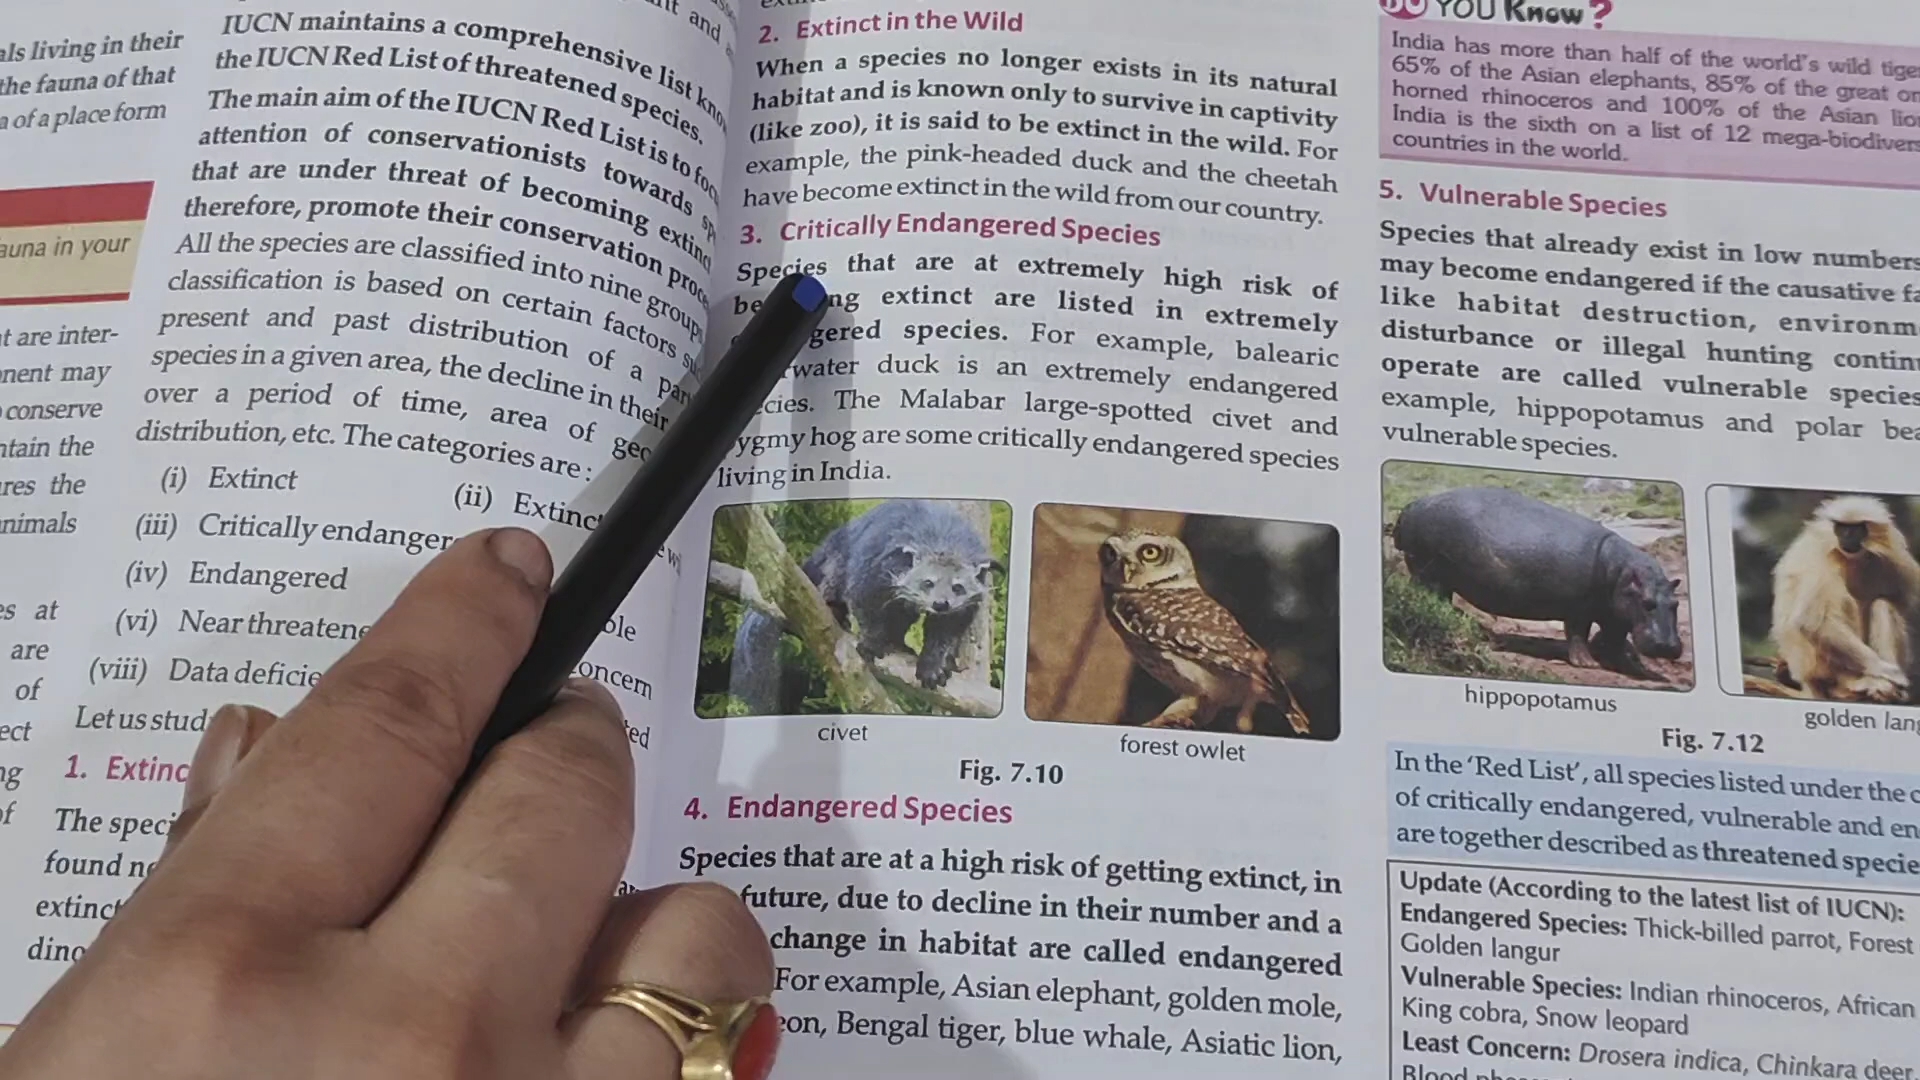 als living in their
the fauna of that
a of a place form
auna in your
at are inter-
nent may
conserve
ntain the
res the
nimals
es at
are
of
ect
ng
of
IUCN maintains a comprehensive list
the IUCN Red List of threatened species.
The main aim of the IUCN Red List is to
attention of conservationists towards
that are under threat of becoming
therefore, promote their conservation
All the species are classified into nine groups
classification is based on certain factors
present and past distribution of a
species in a given area, the decline in their
over a period of time, area of
distribution, etc. The categories are :
(i) Extinct
(ii) Extinct
(iii) Critically endanger
(iv) Endangered
(vi) Near threatene
(viii) Data deficie
Let us stud
1. Extinc
The speci
found
extinct
dino
and
ble
concern
ted
2. Extinct in the Wild
When a species no longer exists in its natural
habitat and is known only to survive in captivity
(like zoo), it is said to be extinct in the wild. For
example, the pink-headed duck and the cheetah
have become extinct in the wild from our country.
3. Critically Endangered Species
Species that are at extremely high risk of
be ng extinct are listed in extremely
gered species. For example, balearic
water duck is an extremely endangered
cies. The Malabar large-spotted civet and
ygmy hog are some critically endangered species
living in India.
civet
forest owlet
Fig. 7.10
4. Endangered Species
Species that are at a high risk of getting extinct, in
future, due to decline in their number and a
change in habitat are called endangered
For example, Asian elephant, golden mole,
eon, Bengal tiger, blue whale, Asiatic lion,
DO YOU Know?
India has more than half of the world's wild tige
65% of the Asian elephants, 85% of the great on
horned rhinoceros and 100% of the Asian lion
India is the sixth on a list of 12 mega-biodivers
countries in the world.
5. Vulnerable Species
Species that already exist in low numbers
may become endangered if the causative fa
like habitat destruction, environm
disturbance or illegal hunting contin
operate are called vulnerable species
example, hippopotamus and polar bea
vulnerable species.
hippopotamus
golden lang
Fig. 7.12
In the 'Red List', all species listed under the c
of critically endangered, vulnerable and en
are together described as threatened specie
Update (According to the latest list of IUCN):
Endangered Species: Thick-billed parrot, Forest
Golden langur
Vulnerable Species: Indian rhinoceros, African
King cobra, Snow leopard
Least Concern: Drosera indica, Chinkara deer,